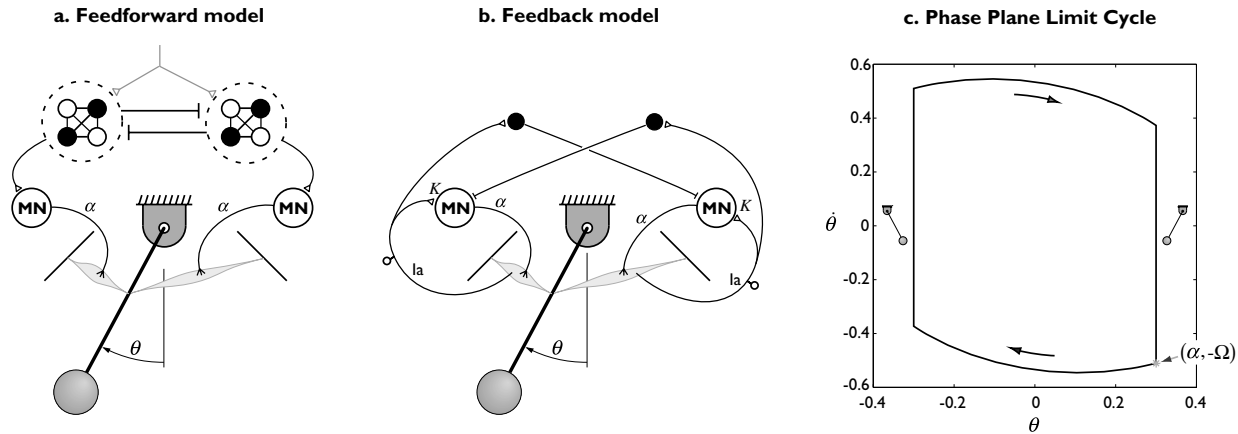 a. Feedforward model
MN
α
α
MN
θ
b. Feedback model
K
MN
α
α
MN
K
Ia
Ia
θ
c. Phase Plane Limit Cycle
0.6
0.4
0.2
0
-0.2
-0.4
-0.6
θ̇
(α,-Ω)
-0.4
-0.2
0
0.2
0.4
θ